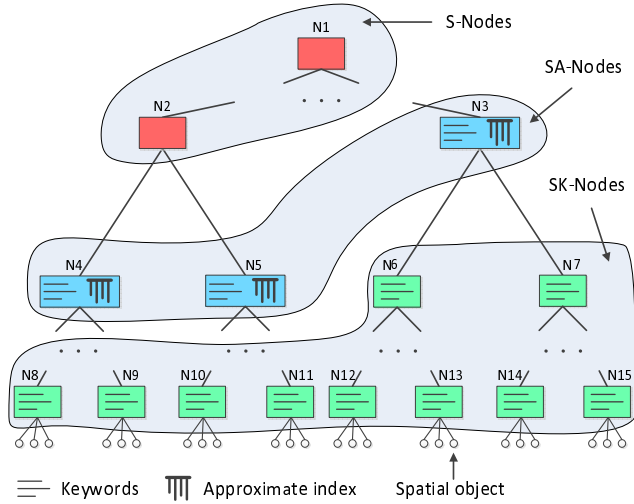 N1
S-Nodes
SA-Nodes
N2
N3
SK-Nodes
N4
N5
N6
N7
N8
N9
N10
N11
N12
N13
N14
N15
Keywords
Approximate index
Spatial object